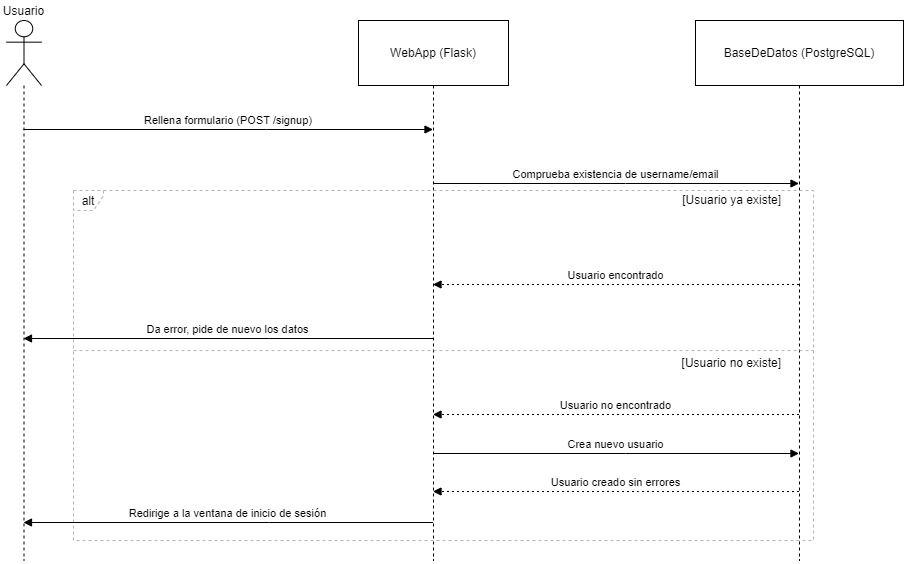 Usuario
WebApp (Flask)
BaseDeDatos (PostgreSQL)
Rellena formulario (POST /signup)
Comprueba existencia de username/email
alt
[Usuario ya existe]
Usuario encontrado
Da error, pide de nuevo los datos
[Usuario no existe]
Usuario no encontrado
Crea nuevo usuario
Usuario creado sin errores
Redirige a la ventana de inicio de sesión